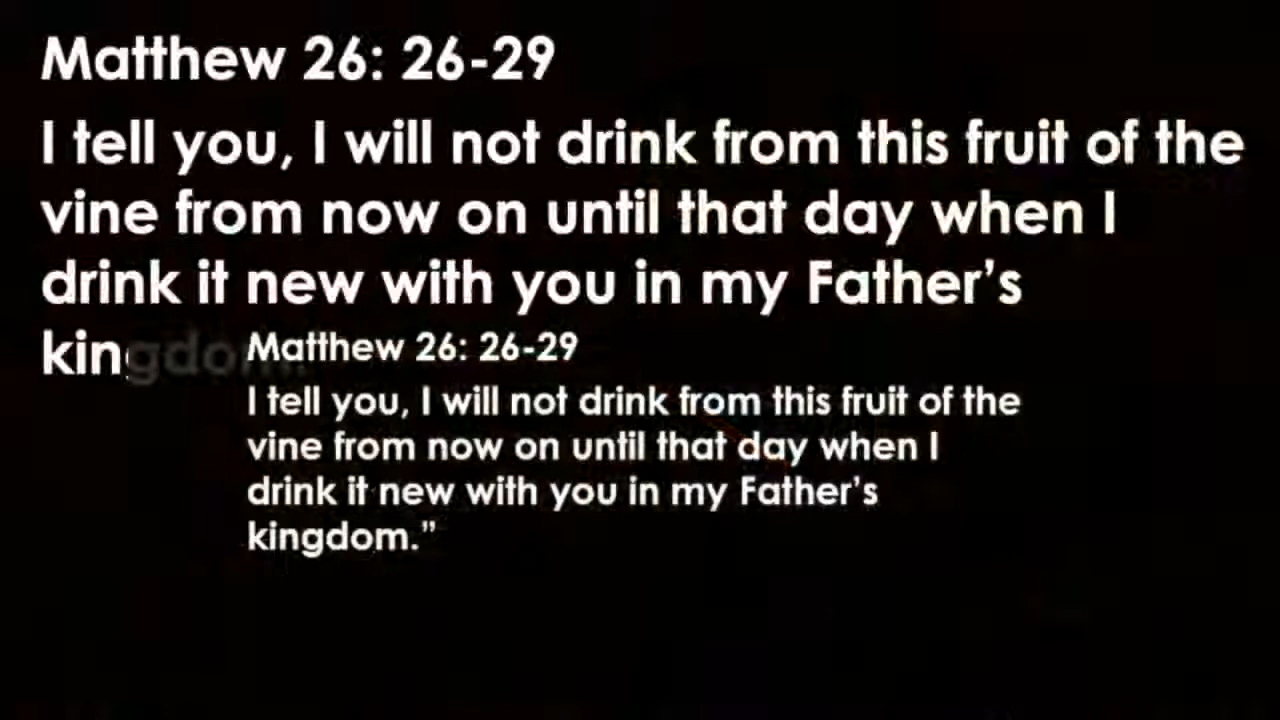 Matthew 26: 26-29
I tell you, I will not drink from this fruit of the
vine from now on until that day when I
drink it new with you in my Father’s
kingdom.
Matthew 26: 26-29
I tell you, I will not drink from this fruit of the
vine from now on until that day when I
drink it new with you in my Father’s
kingdom.”